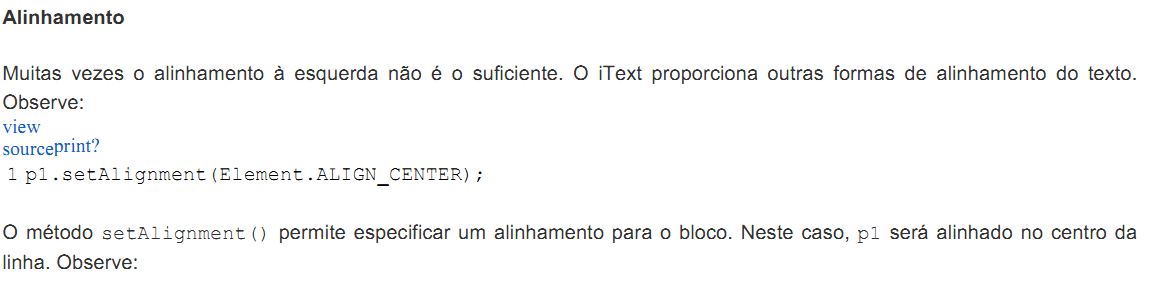 Alinhamento
Muitas vezes o alinhamento à esquerda não é o suficiente. O iText proporciona outras formas de alinhamento do texto.
Observe:
view
sourceprint?
1 p1.setAlignment(Element.ALIGN_CENTER);
O método setAlignment() permite especificar um alinhamento para o bloco. Neste caso, p1 será alinhado no centro da
linha. Observe: